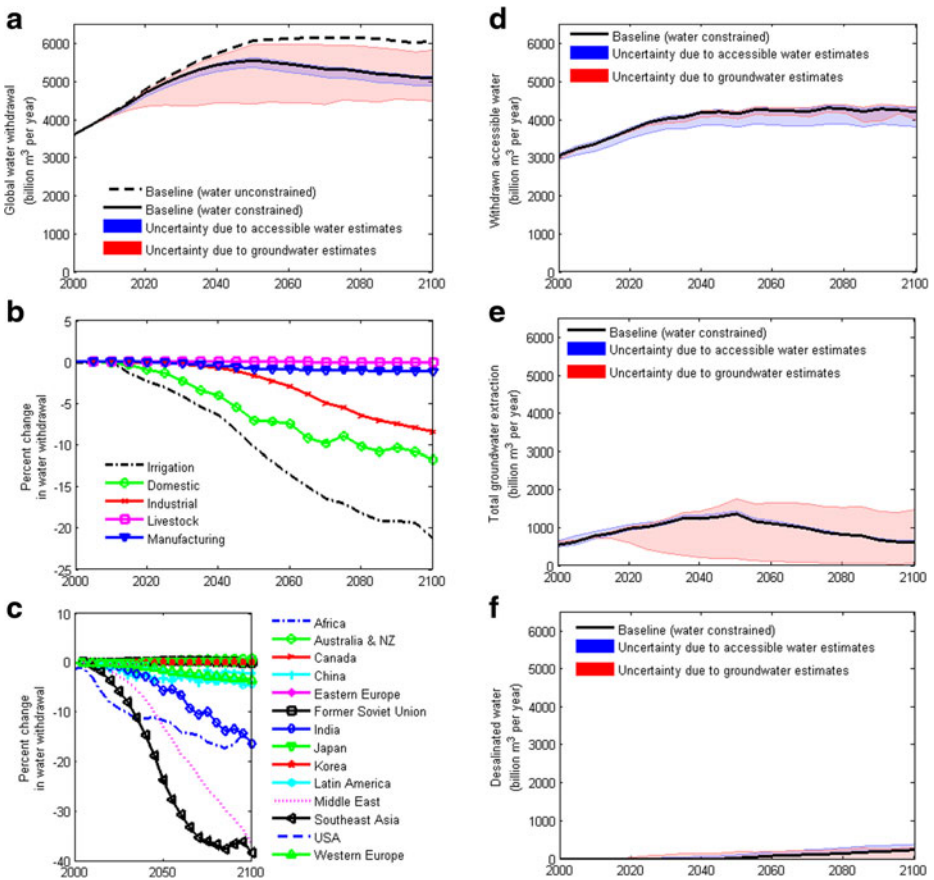 a
Global water withdrawal
(billion m³ per year)
6000
5000
4000
3000
2000
1000
0
Baseline (water unconstrained)
Baseline (water constrained)
Uncertainty due to accessible water estimates
Uncertainty due to groundwater estimates
2000 2020 2040 2060 2080 2100
b
Percent change
in water withdrawal
5
0
-5
-10
-15
-20
-25
Irrigation
Domestic
Industrial
Livestock
Manufacturing
2000 2020 2040 2060 2080 2100
c
Percent change
in water withdrawal
10
0
-10
-20
-30
-40
2000 2050 2100
Africa
Australia & NZ
Canada
China
Eastern Europe
Former Soviet Union
India
Japan
Korea
Latin America
Middle East
Southeast Asia
USA
Western Europe
d
Withdrawn accessible water
(billion m³ per year)
6000
5000
4000
3000
2000
1000
0
Baseline (water constrained)
Uncertainty due to accessible water estimates
Uncertainty due to groundwater estimates
2000 2020 2040 2060 2080 2100
e
Total groundwater extraction
(billion m³ per year)
6000
5000
4000
3000
2000
1000
0
Baseline (water constrained)
Uncertainty due to accessible water estimates
Uncertainty due to groundwater estimates
2000 2020 2040 2060 2080 2100
f
Desalinated water
(billion m³ per year)
6000
5000
4000
3000
2000
1000
0
Baseline (water constrained)
Uncertainty due to accessible water estimates
Uncertainty due to groundwater estimates
2000 2020 2040 2060 2080 2100